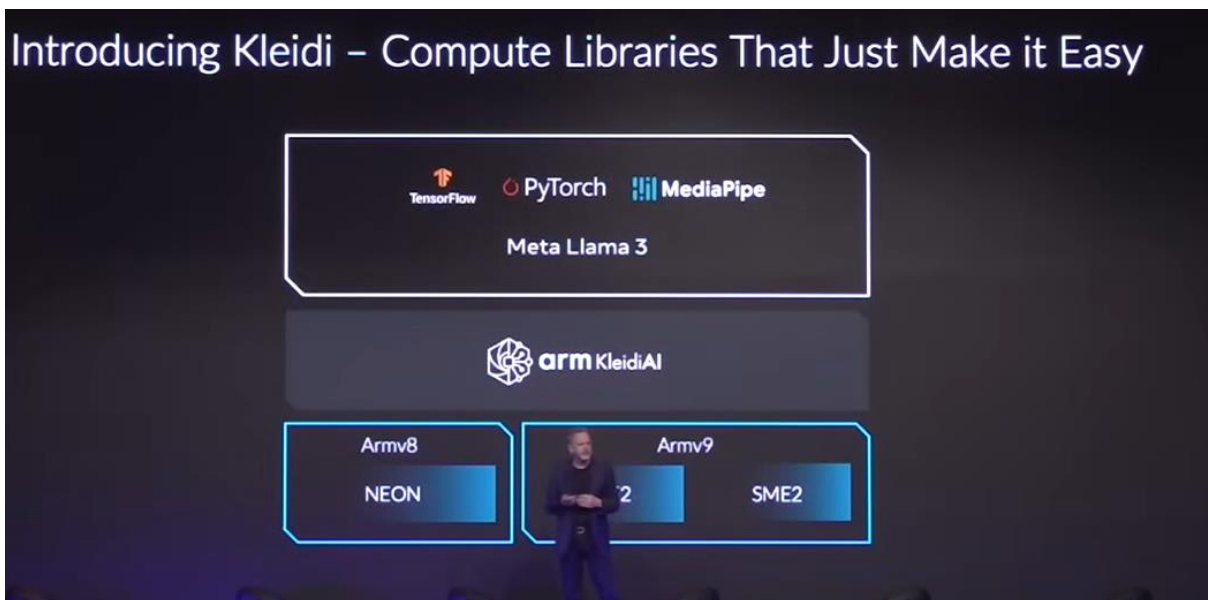 Introducing Kleidi – Compute Libraries That Just Make it Easy
TensorFlow PyTorch MediaPipe
Meta Llama 3
arm KleidiAI
Armv8 Armv9
NEON 2 SME2